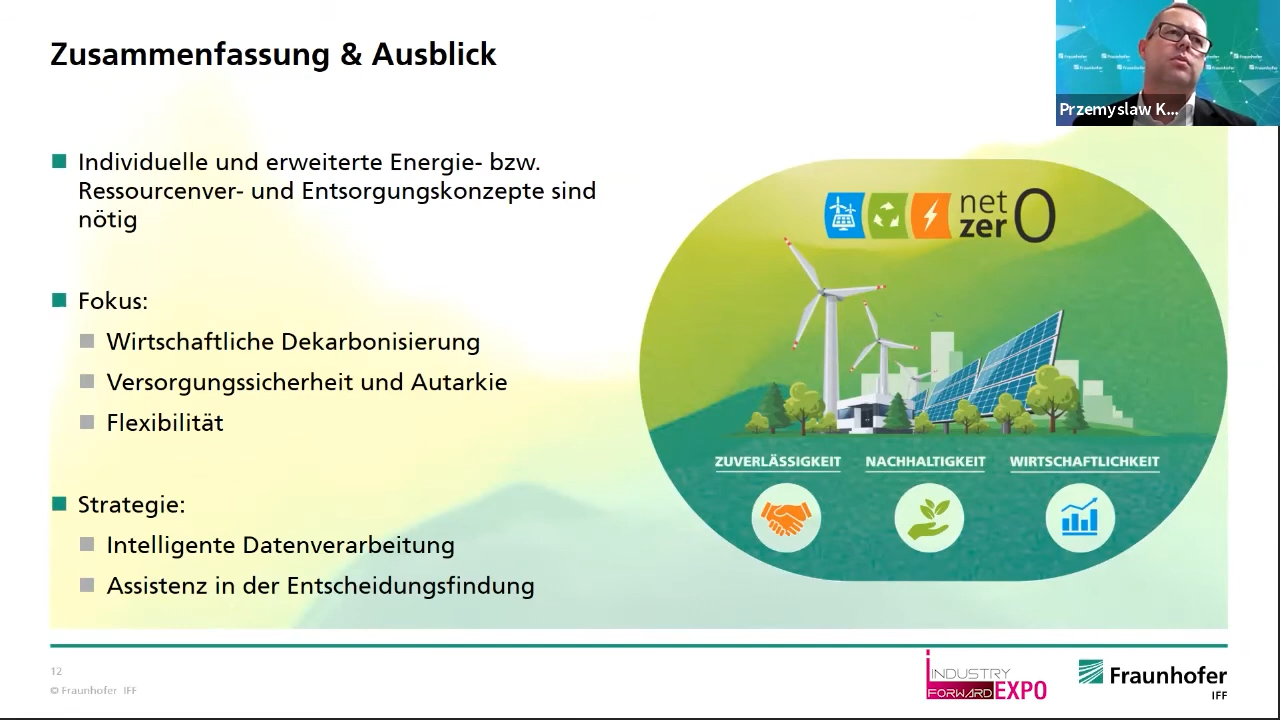 Zusammenfassung & Ausblick
Przemyslaw K...
Individuelle und erweiterte Energie- bzw.
Ressourcenver- und Entsorgungskonzepte sind
nötig
Fokus:
Wirtschaftliche Dekarbonisierung
Versorgungssicherheit und Autarkie
Flexibilität
Strategie:
Intelligente Datenverarbeitung
Assistenz in der Entscheidungsfindung
net
zer0
ZUVERLÄSSIGKEIT NACHHALTIGKEIT WIRTSCHAFTLICHKEIT
12
© Fraunhofer IFF
INDUSTRY
FORWARD EXPO
Fraunhofer
IFF